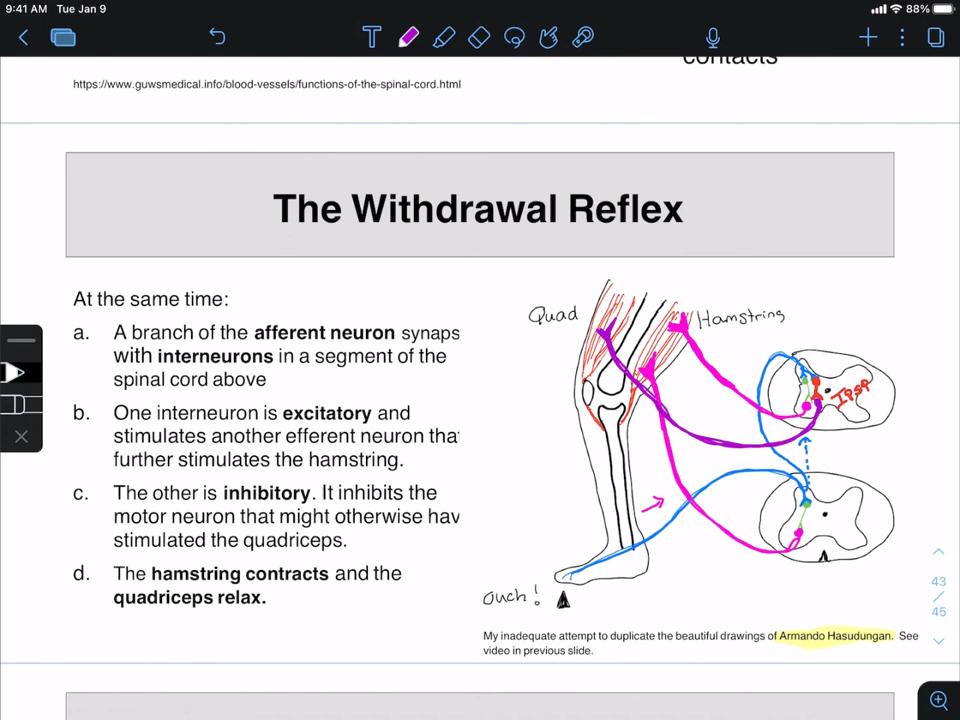 9:41 AM Tue Jan 9
88%
contacts
https://www.guwsmedical.info/blood-vessels/functions-of-the-spinal-cord.html
The Withdrawal Reflex
At the same time:
a. A branch of the afferent neuron synaps
with interneurons in a segment of the
spinal cord above
b. One interneuron is excitatory and
stimulates another efferent neuron tha
further stimulates the hamstring.
c. The other is inhibitory. It inhibits the
motor neuron that might otherwise hav
stimulated the quadriceps.
d. The hamstring contracts and the
quadriceps relax.
Quad
Hamstring
IPSP
Ouch!
My inadequate attempt to duplicate the beautiful drawings of Armando Hasudungan. See
video in previous slide.
43
/
45